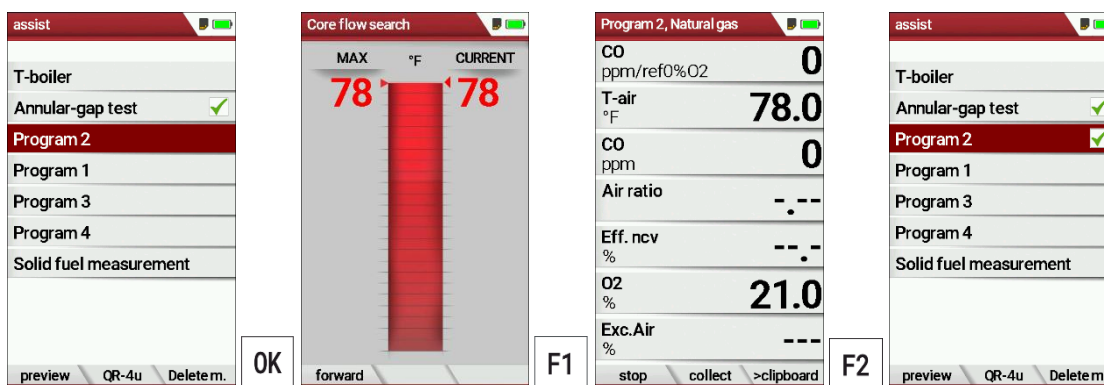 assist
T-boiler
Annular-gap test
Program 2
Program 1
Program 3
Program 4
Solid fuel measurement
preview QR-4u Delete m.
OK
Core flow search
MAX °F CURRENT
78 78
forward
F1
Program 2, Natural gas
CO 0
ppm/ref0%O2
T-air 78.0
°F
CO 0
ppm
Air ratio -.--
Eff. ncv --.-
%
O2 21.0
%
Exc.Air ---
%
stop collect >clipboard
F2
assist
T-boiler
Annular-gap test
Program 2
Program 1
Program 3
Program 4
Solid fuel measurement
preview QR-4u Delete m